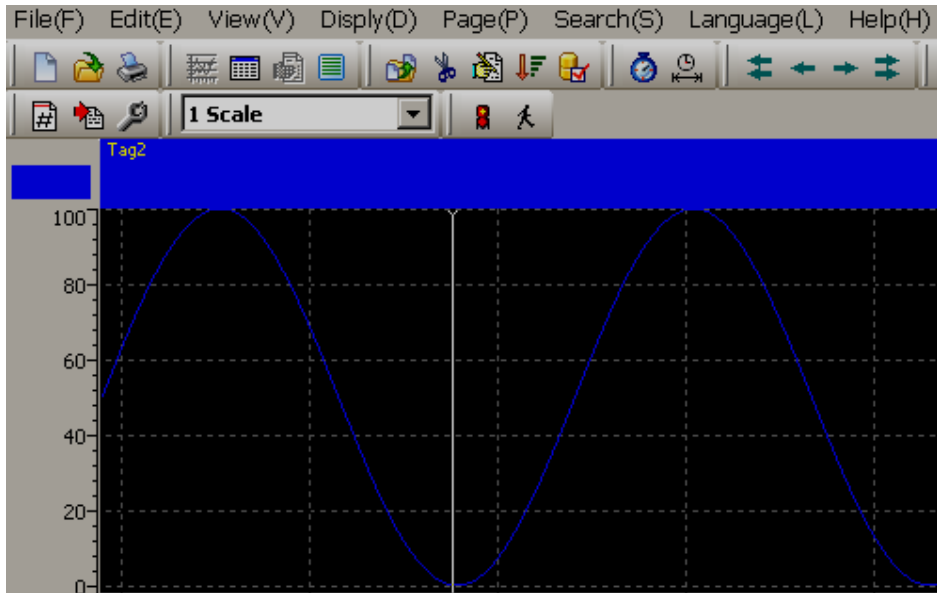 File(F) Edit(E) View(V) Disply(D) Page(P) Search(S) Language(L) Help(H)
1 Scale
Tag2
100
80
60
40
20
0